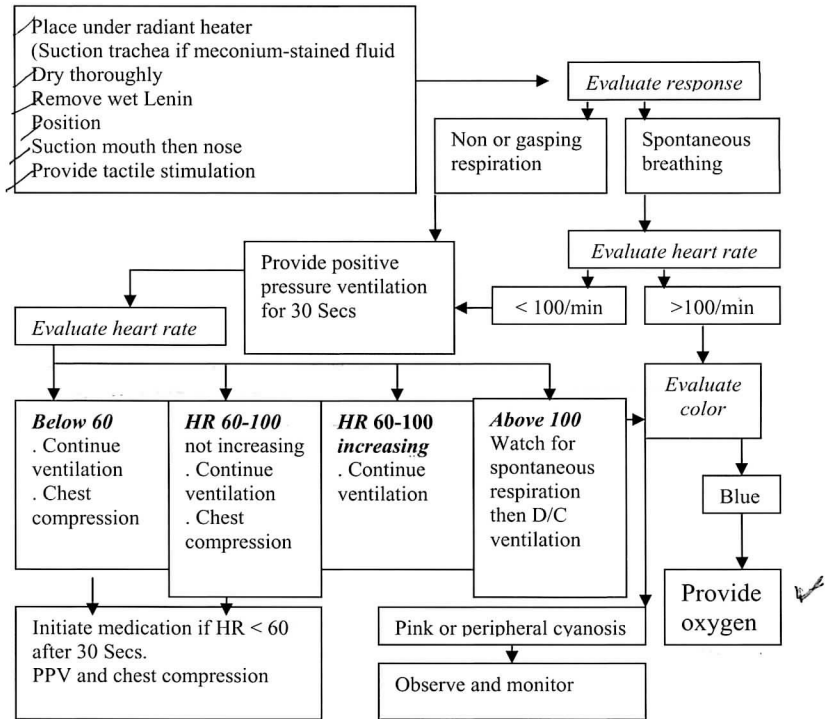 Place under radiant heater
(Suction trachea if meconium-stained fluid
Dry thoroughly
Remove wet Lenin
Position
Suction mouth then nose
Provide tactile stimulation
Evaluate response
Non or gasping
respiration
Spontaneous
breathing
Evaluate heart rate
< 100/min
>100/min
Provide positive
pressure ventilation
for 30 Secs
Evaluate heart rate
Below 60
. Continue
ventilation
. Chest
compression
HR 60-100
not increasing
. Continue
ventilation
. Chest
compression
HR 60-100
increasing
. Continue
ventilation
Above 100
Watch for
spontaneous
respiration
then D/C
ventilation
Evaluate
color
Blue
Provide
oxygen
Initiate medication if HR < 60
after 30 Secs.
PPV and chest compression
Pink or peripheral cyanosis
Observe and monitor